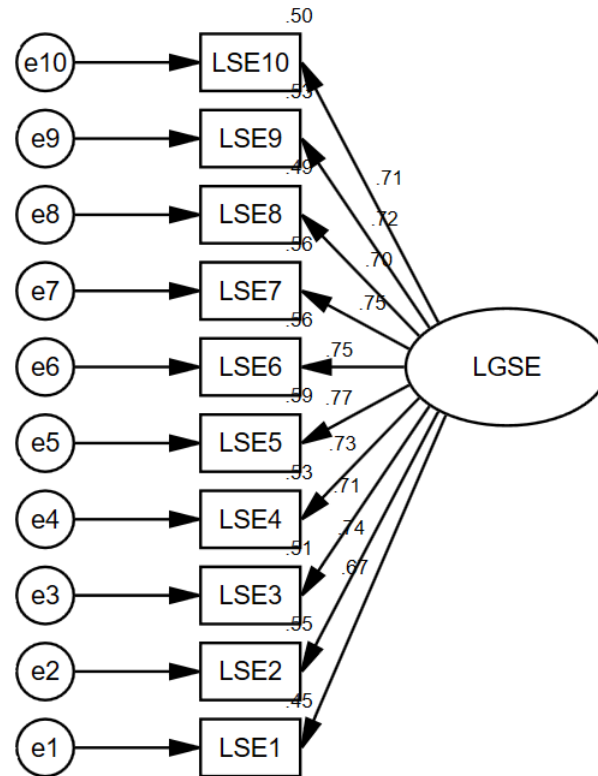 .50
e10 LSE10
.53
.71
e9 LSE9
.49
.72
e8 LSE8
.70
.56
e7 LSE7
.75
.56
e6 LSE6 .75 LGSE
.59
.77
e5 LSE5
.73
.53
e4 LSE4
.71
.51
.74
e3 LSE3
.67
.55
e2 LSE2
.45
e1 LSE1